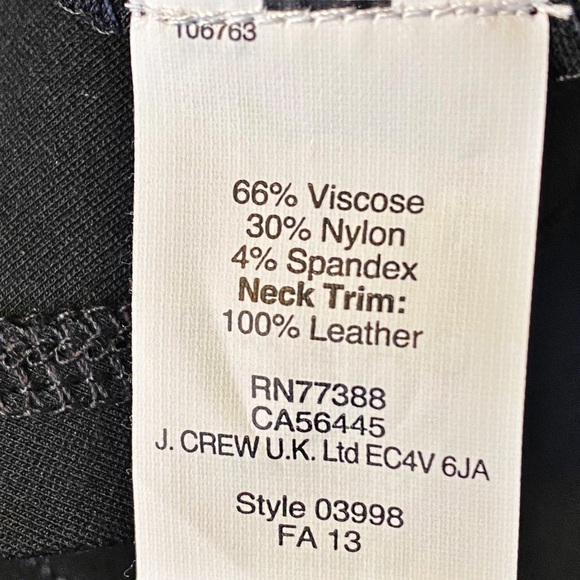 106763
66% Viscose
30% Nylon
4% Spandex
Neck Trim:
100% Leather
RN77388
CA56445
J. CREW U.K. Ltd EC4V 6JA
Style 03998
FA 13